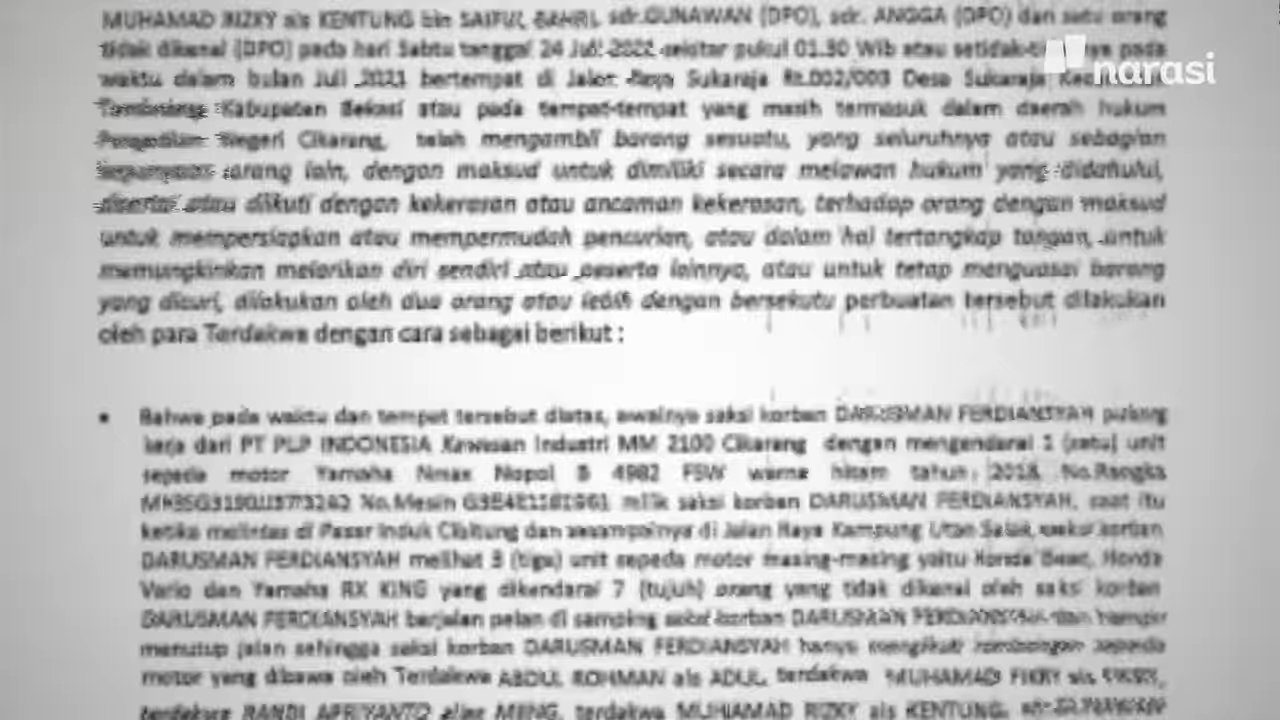 MUHAMAD RIZKY als KENTUNG bin SAIFUL BAHRI, sdr.GUNAWAN (DPO), sdr. ANGGA (DPO) dan satu orang
tidak dikenal (DPO) pada hari Sabtu tanggal 24 Juli 2021 sekitar pukul 01.30 Wib atau pada
narasi
waktu dalam bulan Juli 2021 bertempat di Jalan Raya Sukaraja Rt.002/003 Desa Sukaraja
Kabupaten Bekasi atau pada tempat-tempat yang masih termasuk dalam daerah hukum
Pengadilan Negeri Cikarang, telah mengambil barang sesuatu, yang seluruhnya atau sebagian
orang lain, dengan maksud untuk dimiliki secara melawan hukum yang didahului,
disertai atau diikuti dengan kekerasan atau ancaman kekerasan, terhadap orang dengan maksud
untuk mempersiapkan atau mempermudah pencurian, atau dalam hal tertangkap tangan, untuk
memungkinkan melarikan diri sendiri atau peserta lainnya, atau untuk tetap menguasai barang
yang dicuri, dilakukan oleh dua orang atau lebih dengan bersekutu perbuatan tersebut dilakukan
oleh para Terdakwa dengan cara sebagai berikut :
• Bahwa pada waktu dan tempat tersebut diatas, awalnya saksi korban DARUSMAN FERDIANSYAH pulang
kerja dari PT PLP INDONESIA Kawasan Industri MM 2100 Cikarang dengan mengendarai 1 (satu) unit
sepeda motor Yamaha Nmax Nopol B 4982 FSW warna hitam tahun 2018 No.Rangka
No.Mesin milik saksi korban DARUSMAN FERDIANSYAH, saat itu
ketika melintas di Pasar Induk Cibitung dan sesampainya di Jalan Raya Kampung Utan Salak, saksi korban
DARUSMAN FERDIANSYAH melihat 3 (tiga) unit sepeda motor masing-masing yaitu Honda Beat, Honda
Vario dan Yamaha RX KING yang dikendarai 7 (tujuh) orang yang tidak dikenal oleh saksi korban
DARUSMAN FERDIANSYAH berjalan pelan di samping saksi korban DARUSMAN FERDIANSYAH dan hampir
menutup jalan sehingga saksi korban DARUSMAN FERDIANSYAH hanya mengikuti rombongan sepeda
motor yang dibawa oleh Terdakwa ABDUL ROHMAN als ADUL, terdakwa MUHAMAD FIKRY als FIKRY,
terdakwa RANDI APRIYANTO alias MIING, terdakwa MUHAMAD RIZKY als KENTUNG,